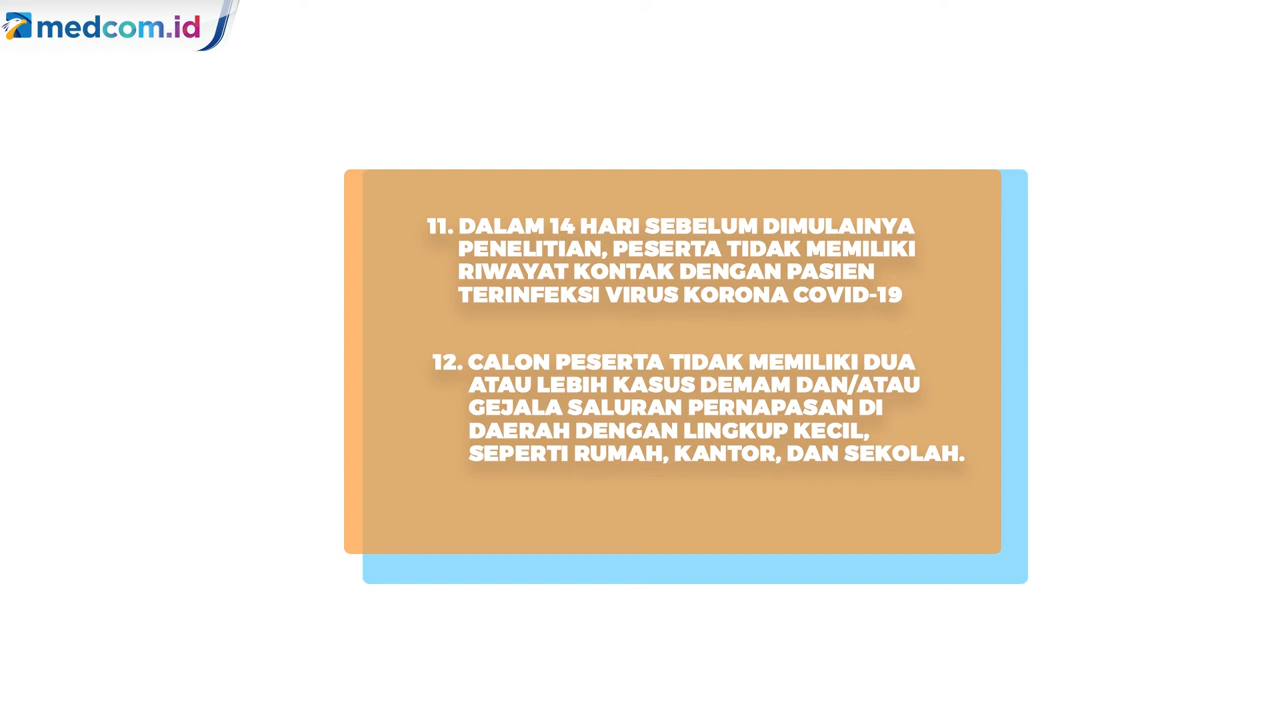 medcom.id
11. DALAM 14 HARI SEBELUM DIMULAINYA
PENELITIAN, PESERTA TIDAK MEMILIKI
RIWAYAT KONTAK DENGAN PASIEN
TERINFEKSI VIRUS KORONA COVID-19
12. CALON PESERTA TIDAK MEMILIKI DUA
ATAU LEBIH KASUS DEMAM DAN/ATAU
GEJALA SALURAN PERNAPASAN DI
DAERAH DENGAN LINGKUP KECIL,
SEPERTI RUMAH, KANTOR, DAN SEKOLAH.